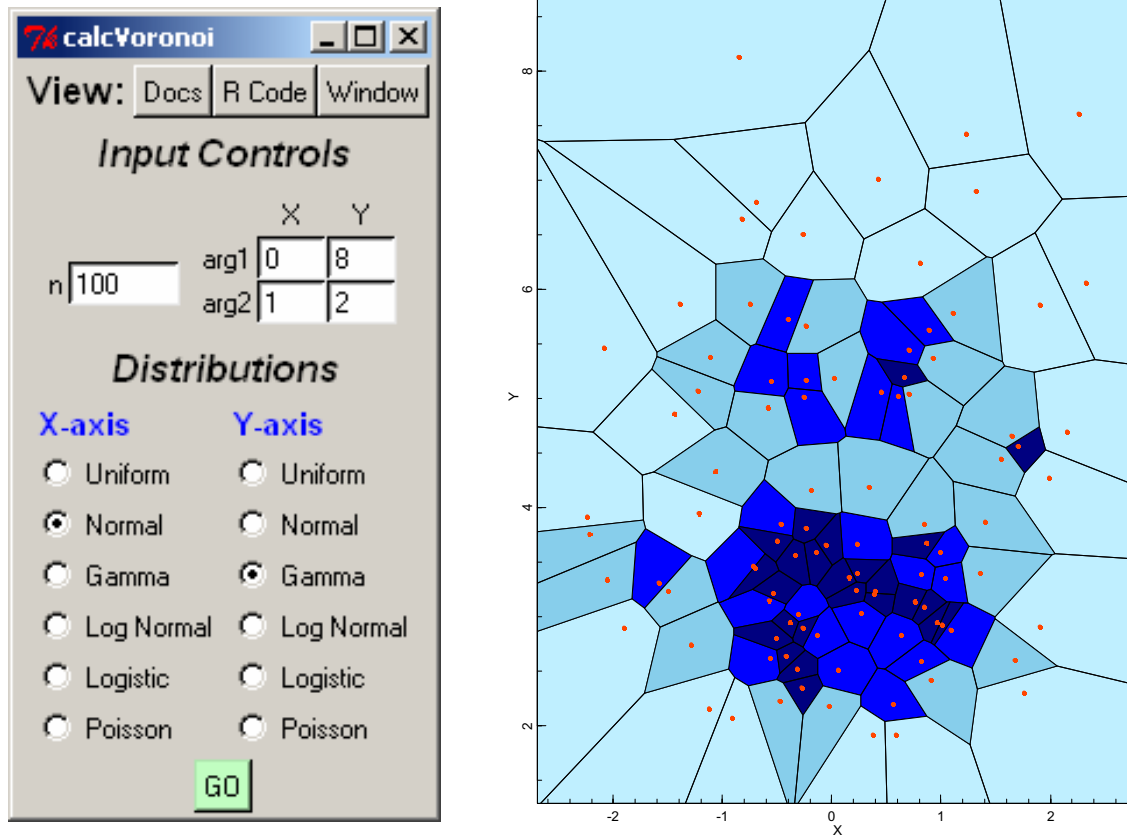 calcVoronoi
View: Docs R Code Window
Input Controls
X Y
n 100 arg1 0 8
arg2 1 2
Distributions
X-axis Y-axis
Uniform Uniform
Normal Normal
Gamma Gamma
Log Normal Log Normal
Logistic Logistic
Poisson Poisson
GO
8
6
Y
4
2
-2 -1 0 1 2
X